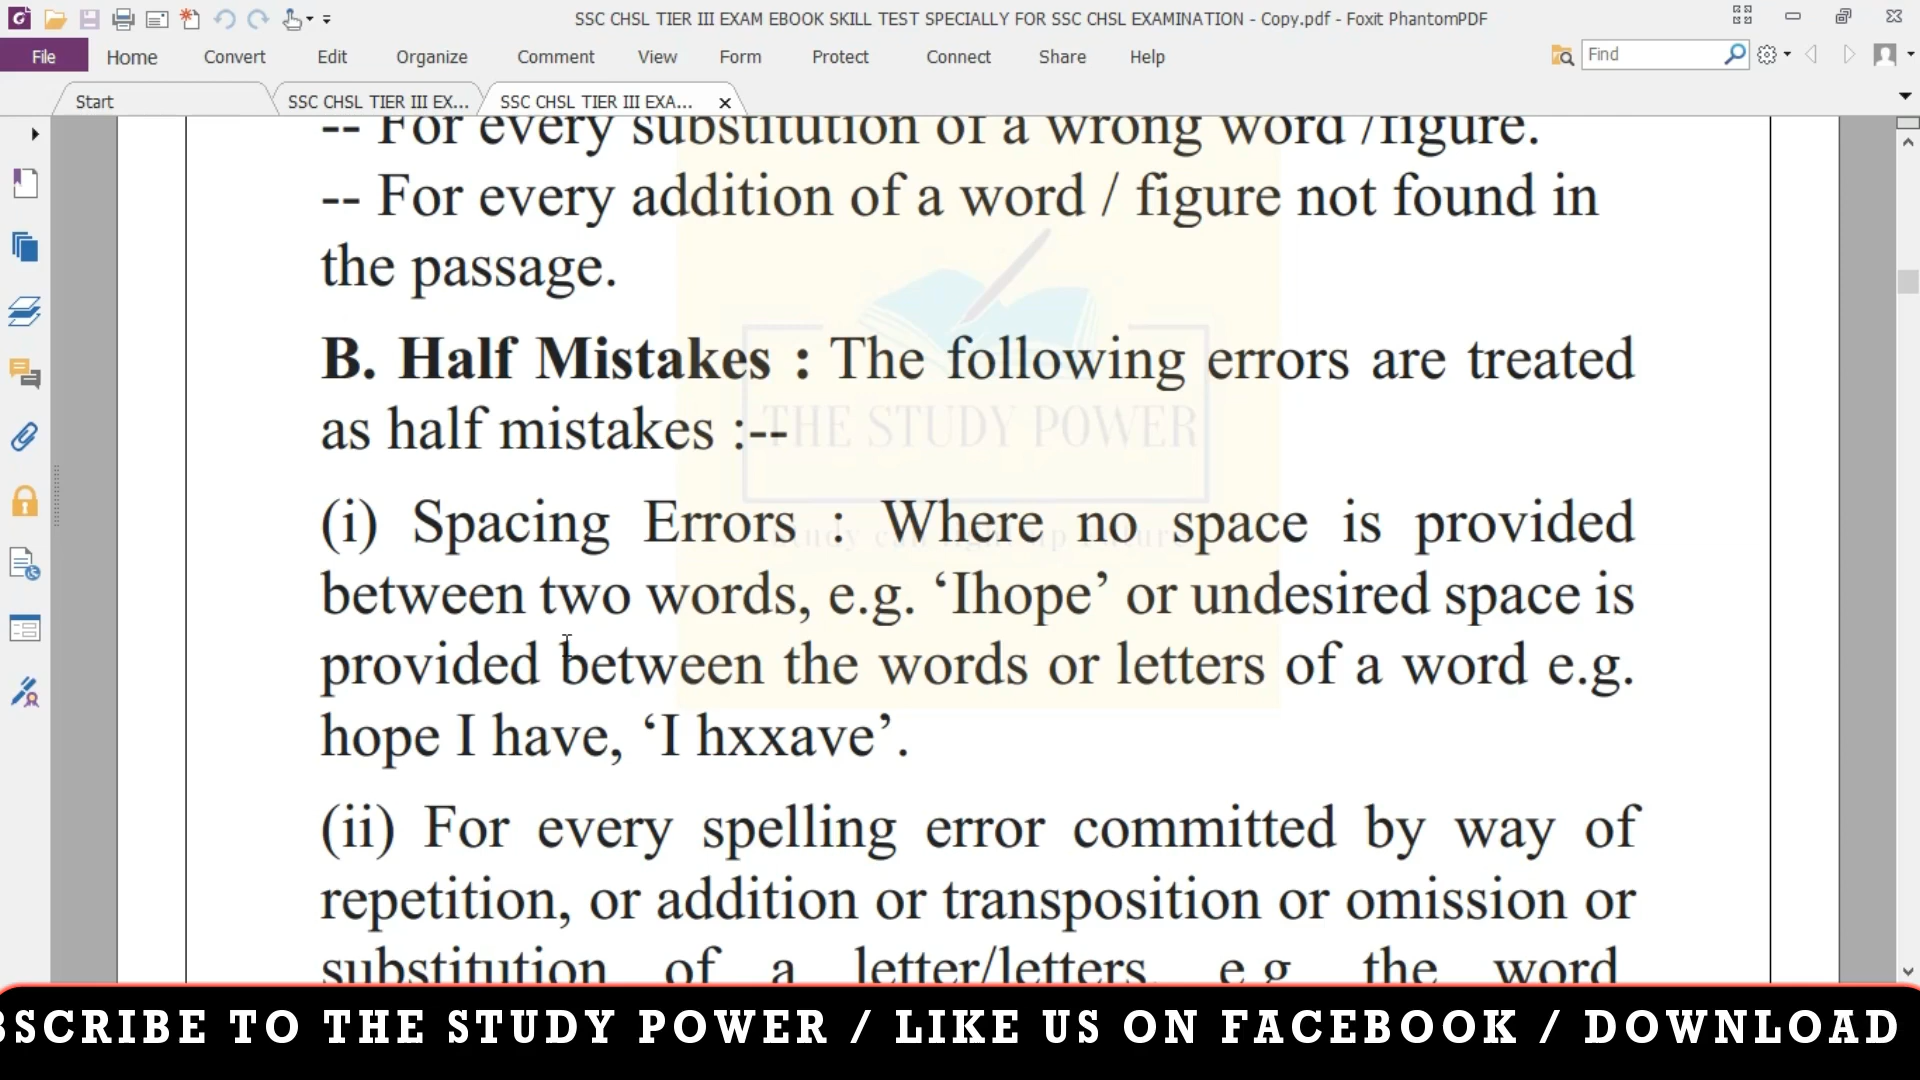 SSC CHSL TIER III EXAM EBOOK SKILL TEST SPECIALLY FOR SSC CHSL EXAMINATION - Copy.pdf - Foxit PhantomPDF
File Home Convert Edit Organize Comment View Form Protect Connect Share Help Find
Start SSC CHSL TIER III EX... SSC CHSL TIER III EXA...
-- For every substitution of a wrong word /figure.
-- For every addition of a word / figure not found in
the passage.
B. Half Mistakes : The following errors are treated
as half mistakes :--
THE STUDY POWER
(i) Spacing Errors : Where no space is provided
between two words, e.g. ‘Ihope’ or undesired space is
provided between the words or letters of a word e.g.
hope I have, ‘I hxxave’.
(ii) For every spelling error committed by way of
repetition, or addition or transposition or omission or
substitution of a letter/letters, e.g. the word
BSCRIBE TO THE STUDY POWER / LIKE US ON FACEBOOK / DOWNLOAD